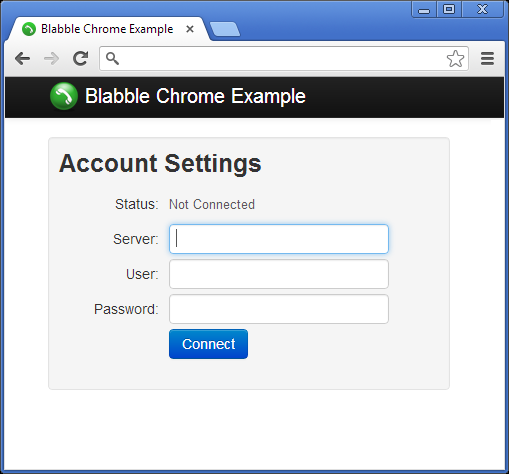 Blabble Chrome Example
Blabble Chrome Example
Account Settings
Status: Not Connected
Server:
User:
Password:
Connect